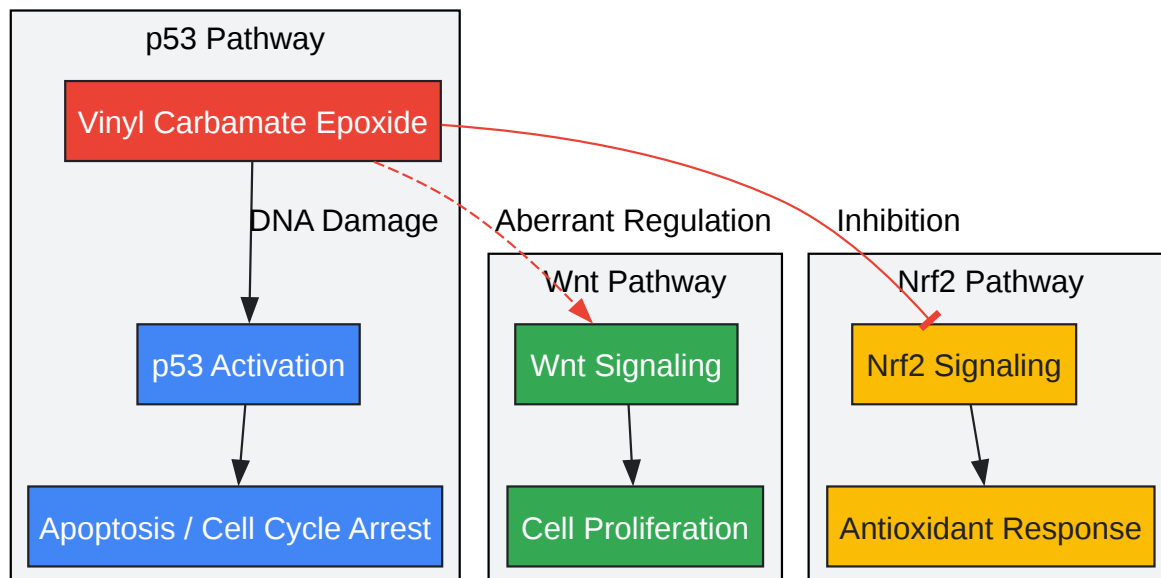 p53 Pathway
Vinyl Carbamate Epoxide
DNA Damage
Aberrant Regulation
Inhibition
Wnt Pathway
Nrf2 Pathway
p53 Activation
Wnt Signaling
Nrf2 Signaling
Apoptosis / Cell Cycle Arrest
Cell Proliferation
Antioxidant Response